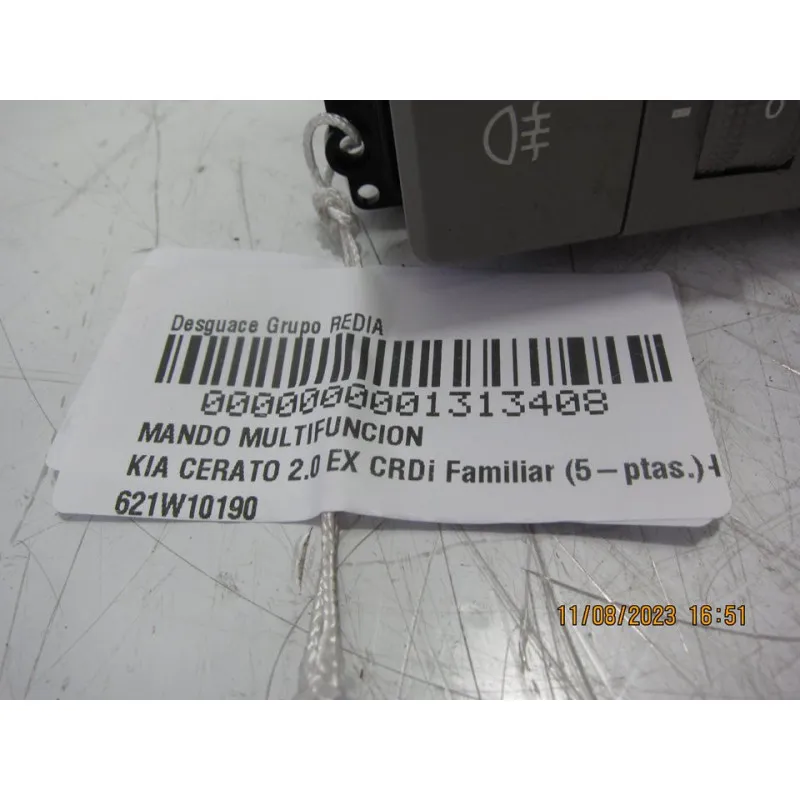 - 0
Desguace Grupo REDIA
0000000001313408
MANDO MULTIFUNCION
KIA CERATO 2.0 EX CRDi Familiar (5-ptas.)
621W10190
11/08/2023 16:51